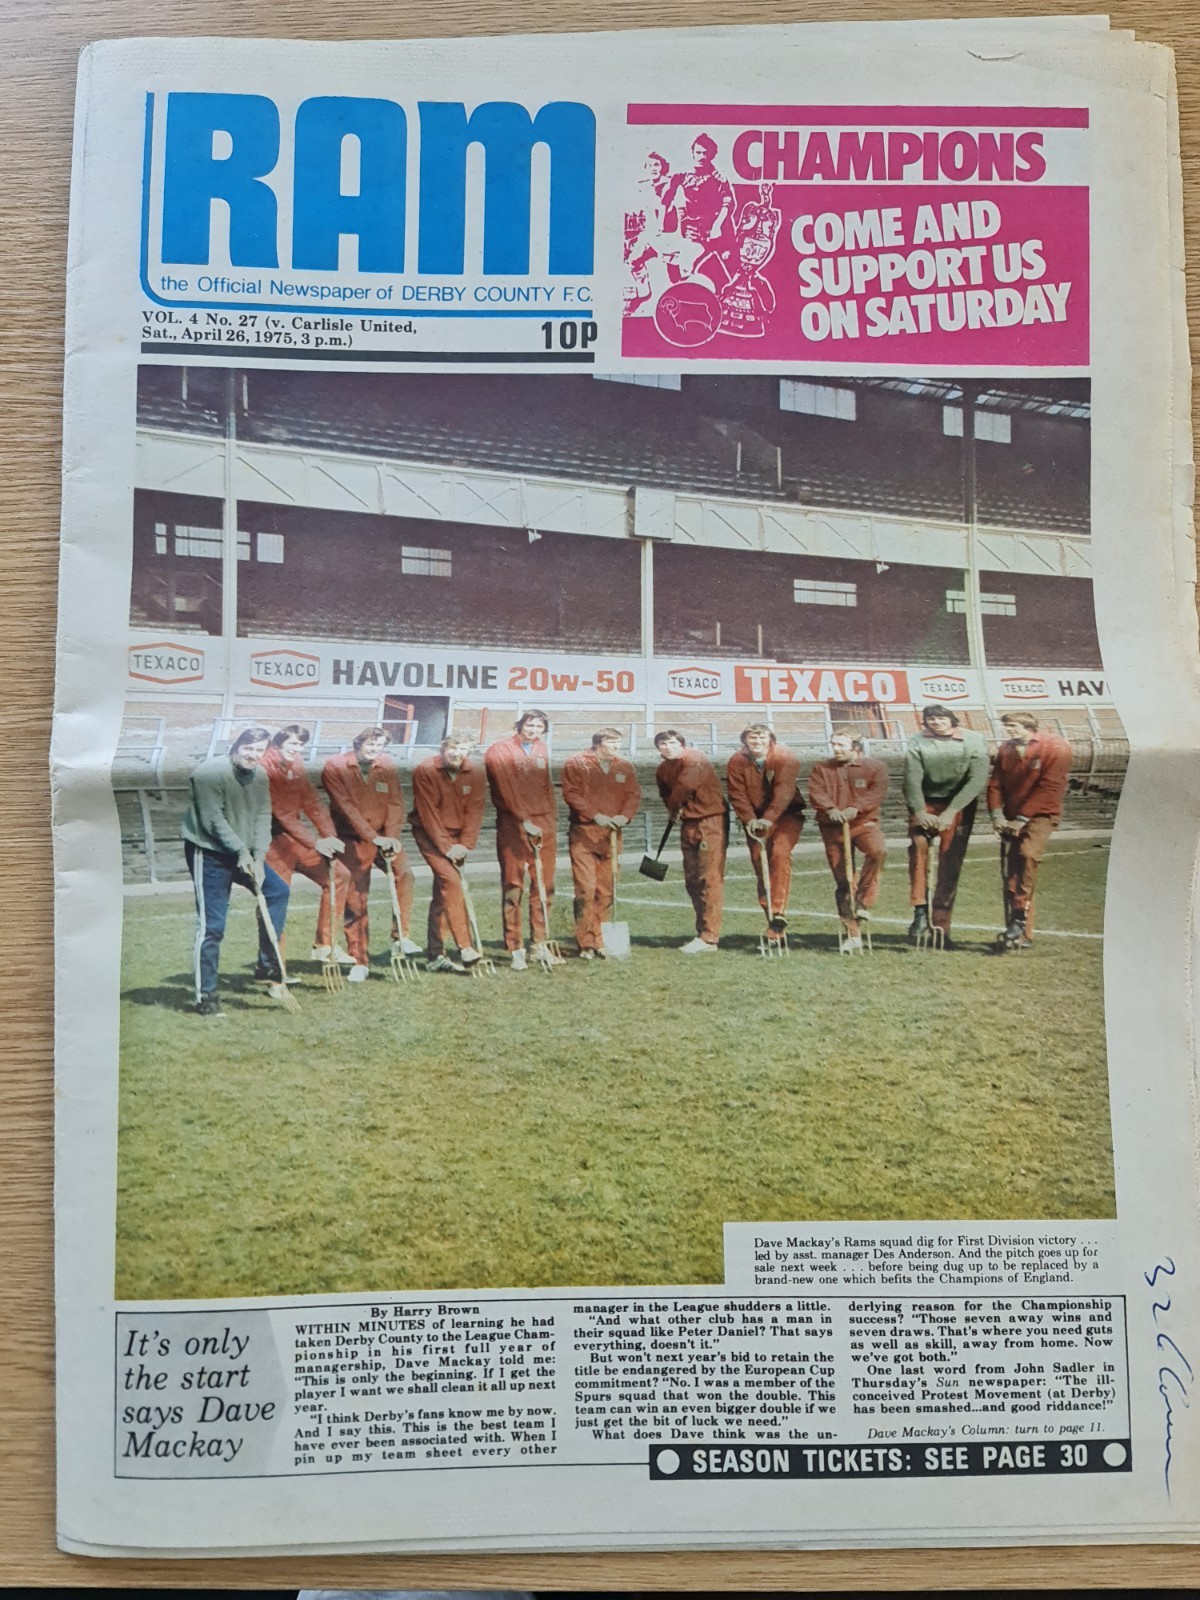 RAM
the Official Newspaper of DERBY COUNTY F.C.
VOL. 4 No. 27 (v. Carlisle United,
Sat., April 26, 1975, 3 p.m.)
10P
CHAMPIONS
COME AND
SUPPORT US
ON SATURDAY
TEXACO
TEXACO
HAVOLINE 20w-50
TEXACO
TEXACO
TEXACO
TEXACO
HAV
Dave Mackay's Rams squad dig for First Division victory . . .
led by asst. manager Des Anderson. And the pitch goes up for
sale next week . . . before being dug up to be replaced by a
brand-new one which befits the Champions of England.
It's only
the start
says Dave
Mackay
By Harry Brown
WITHIN MINUTES of learning he had
taken Derby County to the League Cham-
pionship in his first full year of
managership, Dave Mackay told me:
"This is only the beginning. If I get the
player I want we shall clean it all up next
year.
"I think Derby's fans know me by now.
And I say this. This is the best team I
have ever been associated with. When I
pin up my team sheet every other
manager in the League shudders a little.
"And what other club has a man in
their squad like Peter Daniel? That says
everything, doesn't it."
But won't next year's bid to retain the
title be endangered by the European Cup
commitment? "No. I was a member of the
Spurs squad that won the double. This
team can win an even bigger double if we
just get the bit of luck we need."
What does Dave think was the un-
derlying reason for the Championship
success? "Those seven away wins and
seven draws. That's where you need guts
as well as skill, away from home. Now
we've got both."
One last word from John Sadler in
Thursday's Sun newspaper: "The ill-
conceived Protest Movement (at Derby)
has been smashed...and good riddance!"
Dave Mackay's Column: turn to page 11.
SEASON TICKETS: SEE PAGE 30